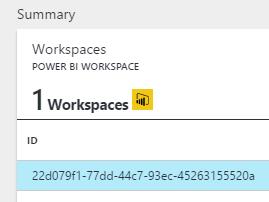 Summary
Workspaces
POWER BI WORKSPACE
1 Workspaces
ID
22d079f1-77dd-44c7-93ec-45263155520a